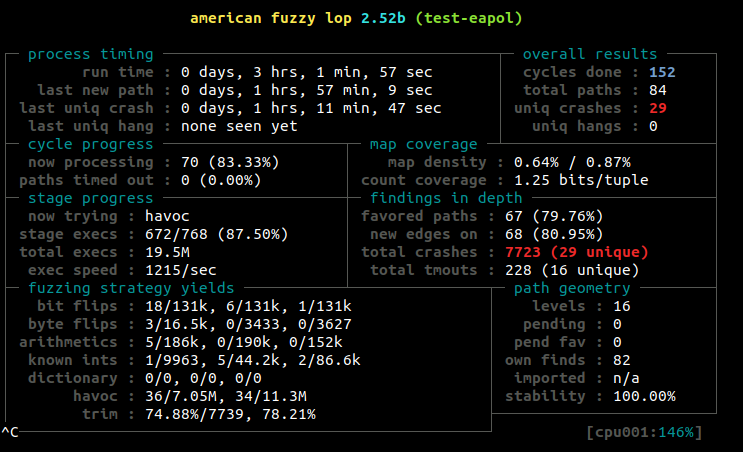 american fuzzy lop 2.52b (test-eapol)
process timing overall results
run time : 0 days, 3 hrs, 1 min, 57 sec cycles done : 152
last new path : 0 days, 1 hrs, 57 min, 9 sec total paths : 84
last uniq crash : 0 days, 1 hrs, 11 min, 47 sec uniq crashes : 29
last uniq hang : none seen yet uniq hangs : 0
cycle progress map coverage
now processing : 70 (83.33%) map density : 0.64% / 0.87%
paths timed out : 0 (0.00%) count coverage : 1.25 bits/tuple
stage progress findings in depth
now trying : havoc favored paths : 67 (79.76%)
stage execs : 672/768 (87.50%) new edges on : 68 (80.95%)
total execs : 19.5M total crashes : 7723 (29 unique)
exec speed : 1215/sec total tmouts : 228 (16 unique)
fuzzing strategy yields path geometry
bit flips : 18/131k, 6/131k, 1/131k levels : 16
byte flips : 3/16.5k, 0/3433, 0/3627 pending : 0
arithmetics : 5/186k, 0/190k, 0/152k pend fav : 0
known ints : 1/9963, 5/44.2k, 2/86.6k own finds : 82
dictionary : 0/0, 0/0, 0/0 imported : n/a
havoc : 36/7.05M, 34/11.3M stability : 100.00%
trim : 74.88%/7739, 78.21%
^C [cpu001:146%]